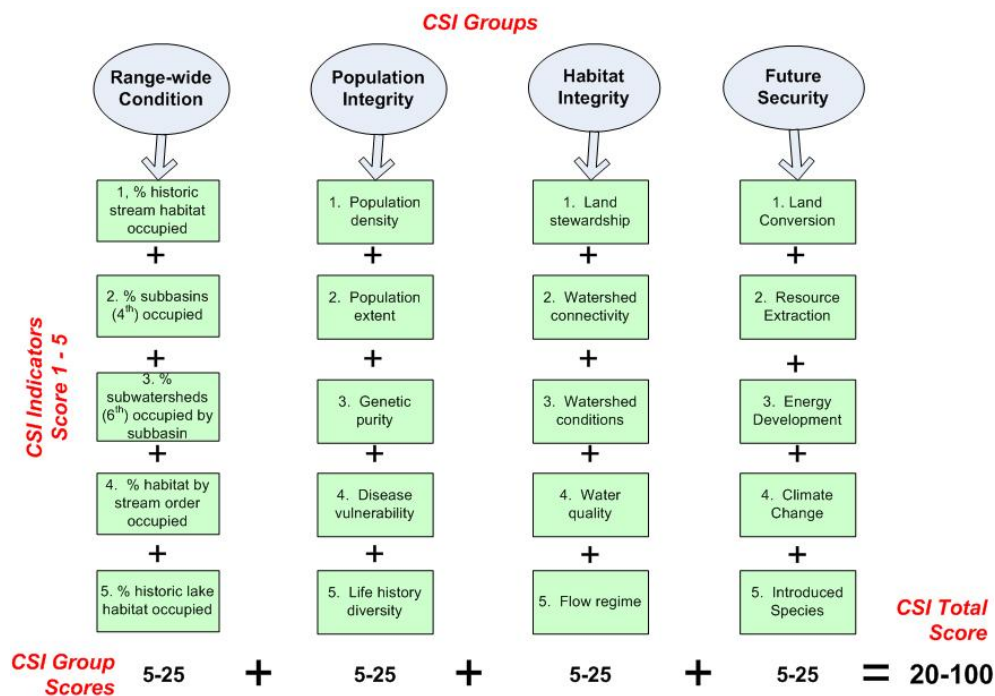 CSI Groups
Range-wide
Condition
Population
Integrity
Habitat
Integrity
Future
Security
CSI Indicators
Score 1 - 5
1, % historic
stream habitat
occupied
+
2. % subbasins
(4th) occupied
+
3. %
subwatersheds
(6th) occupied by
subbasin
+
4. % habitat by
stream order
occupied
+
5. % historic lake
habitat occupied
1. Population
density
+
2. Population
extent
+
3. Genetic
purity
+
4. Disease
vulnerability
+
5. Life history
diversity
1. Land
stewardship
+
2. Watershed
connectivity
+
3. Watershed
conditions
+
4. Water
quality
+
5. Flow regime
1. Land
Conversion
+
2. Resource
Extraction
+
3. Energy
Development
+
4. Climate
Change
+
5. Introduced
Species
CSI Total
Score
CSI Group
Scores
5-25 + 5-25 + 5-25 + 5-25 = 20-100